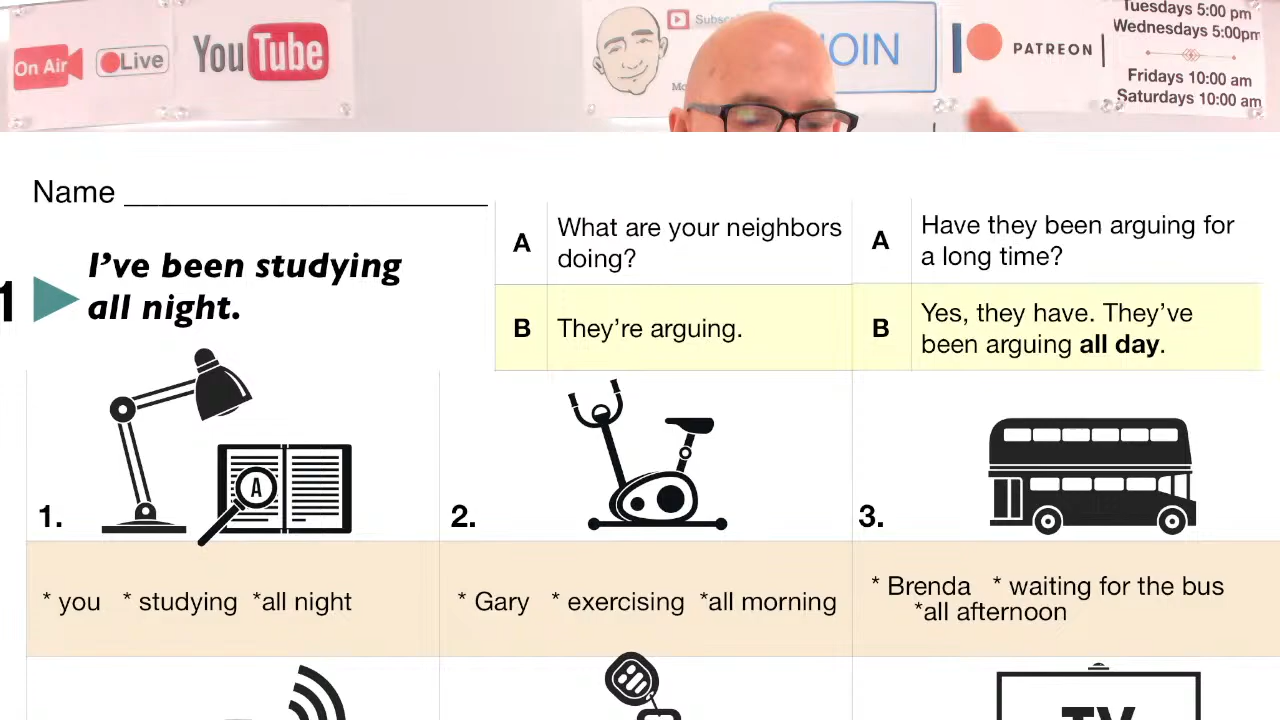 On Air
Live
YouTube
Subsc
JOIN
PATREON
Tuesdays 5:00 pm
Wednesdays 5:00pm
Fridays 10:00 am
Saturdays 10:00 am
Name
1
I've been studying
all night.
A
What are your neighbors
doing?
B
They're arguing.
A
Have they been arguing for
a long time?
B
Yes, they have. They've
been arguing all day.
A
1.
2.
3.
* you * studying *all night
* Gary * exercising *all morning
* Brenda * waiting for the bus
*all afternoon
TV